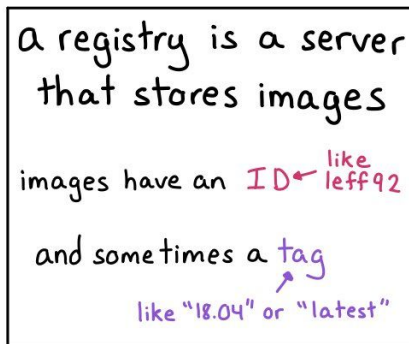 a registry is a server
that stores images
images have an ID
like
leff92
and sometimes a tag
like "18.04" or "latest"